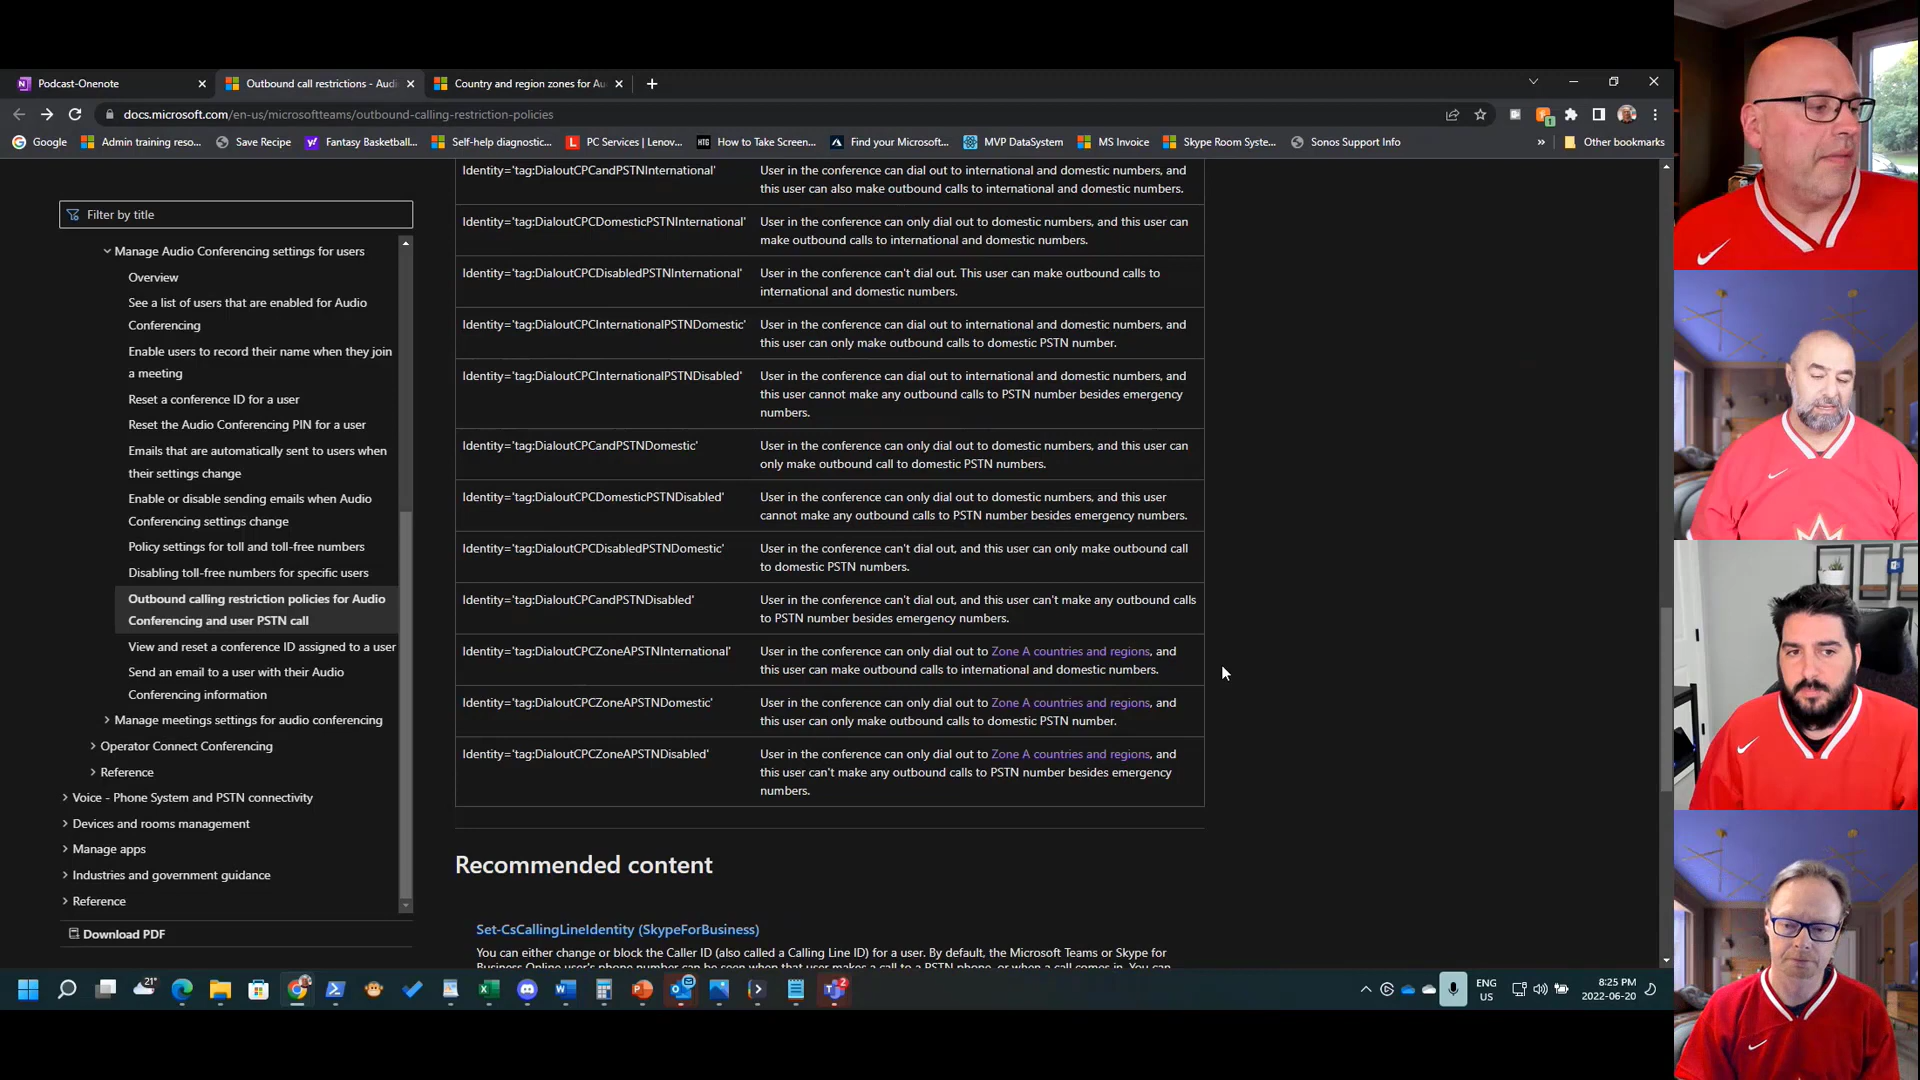 Podcast-Onenote
Outbound call restrictions - Audi
Country and region zones for Au
docs.microsoft.com/en-us/microsoftteams/outbound-calling-restriction-policies
Google
Admin training reso...
Save Recipe
Fantasy Basketball...
Self-help diagnostic...
PC Services | Lenov...
How to Take Screen...
Find your Microsoft...
MVP DataSystem
MS Invoice
Skype Room Syste...
Sonos Support Info
»
Other bookmarks
Filter by title
Manage Audio Conferencing settings for users
Overview
See a list of users that are enabled for Audio
Conferencing
Enable users to record their name when they join
a meeting
Reset a conference ID for a user
Reset the Audio Conferencing PIN for a user
Emails that are automatically sent to users when
their settings change
Enable or disable sending emails when Audio
Conferencing settings change
Policy settings for toll and toll-free numbers
Disabling toll-free numbers for specific users
Outbound calling restriction policies for Audio
Conferencing and user PSTN call
View and reset a conference ID assigned to a user
Send an email to a user with their Audio
Conferencing information
Manage meetings settings for audio conferencing
Operator Connect Conferencing
Reference
Voice - Phone System and PSTN connectivity
Devices and rooms management
Manage apps
Industries and government guidance
Reference
Download PDF
Identity='tag:DialoutCPCandPSTNInternational'
User in the conference can dial out to international and domestic numbers, and
this user can also make outbound calls to international and domestic numbers.
Identity='tag:DialoutCPCDomesticPSTNInternational'
User in the conference can only dial out to domestic numbers, and this user can
make outbound calls to international and domestic numbers.
Identity='tag:DialoutCPCDisabledPSTNInternational'
User in the conference can't dial out. This user can make outbound calls to
international and domestic numbers.
Identity='tag:DialoutCPCInternationalPSTNDomestic'
User in the conference can dial out to international and domestic numbers, and
this user can only make outbound calls to domestic PSTN number.
Identity='tag:DialoutCPCInternationalPSTNDisabled'
User in the conference can dial out to international and domestic numbers, and
this user cannot make any outbound calls to PSTN number besides emergency
numbers.
Identity='tag:DialoutCPCandPSTNDomestic'
User in the conference can only dial out to domestic numbers, and this user can
only make outbound call to domestic PSTN numbers.
Identity='tag:DialoutCPCDomesticPSTNDisabled'
User in the conference can only dial out to domestic numbers, and this user
cannot make any outbound calls to PSTN number besides emergency numbers.
Identity='tag:DialoutCPCDisabledPSTNDomestic'
User in the conference can't dial out, and this user can only make outbound call
to domestic PSTN numbers.
Identity='tag:DialoutCPCandPSTNDisabled'
User in the conference can't dial out, and this user can't make any outbound calls
to PSTN number besides emergency numbers.
Identity='tag:DialoutCPCZoneAPSTNInternational'
User in the conference can only dial out to Zone A countries and regions, and
this user can make outbound calls to international and domestic numbers.
Identity='tag:DialoutCPCZoneAPSTNDomestic'
User in the conference can only dial out to Zone A countries and regions, and
this user can only make outbound calls to domestic PSTN number.
Identity='tag:DialoutCPCZoneAPSTNDisabled'
User in the conference can only dial out to Zone A countries and regions, and
this user can't make any outbound calls to PSTN number besides emergency
numbers.
Recommended content
Set-CsCallingLineIdentity (SkypeForBusiness)
You can either change or block the Caller ID (also called a Calling Line ID) for a user. By default, the Microsoft Teams or Skype for
Business Online user's phone number can be seen when that user makes a call to a PSTN phone, or when a call comes in. You can
21°
2
ENG
US
8:25 PM
2022-06-20